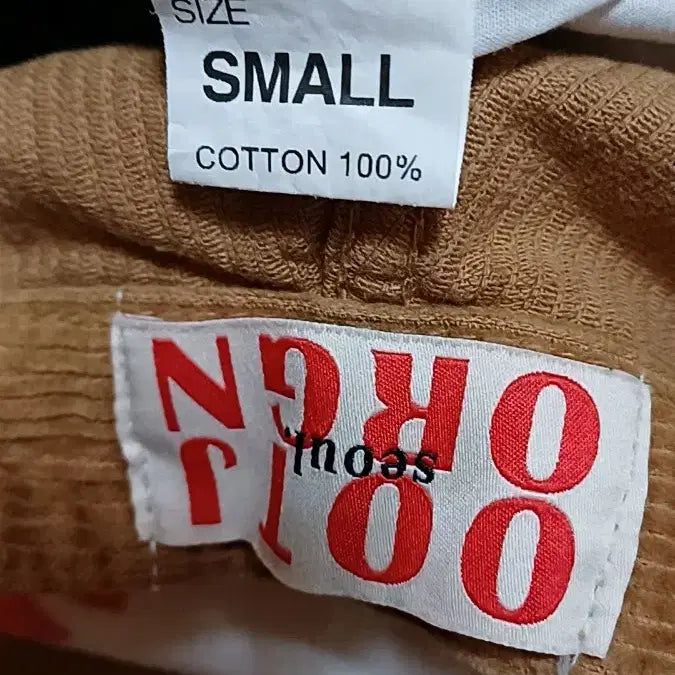 SIZE
SMALL
COTTON 100%
seoul.
ORGN